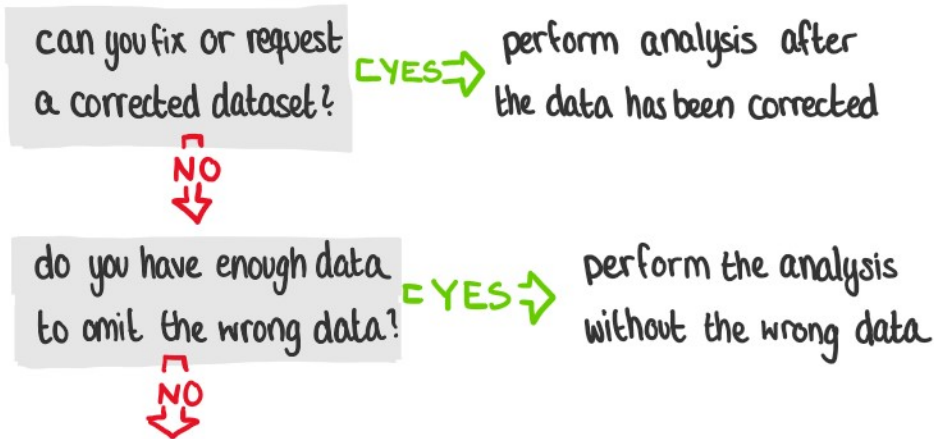 can you fix or request
a corrected dataset?
YES
perform analysis after
the data has been corrected
NO
do you have enough data
to omit the wrong data?
YES
perform the analysis
without the wrong data
NO